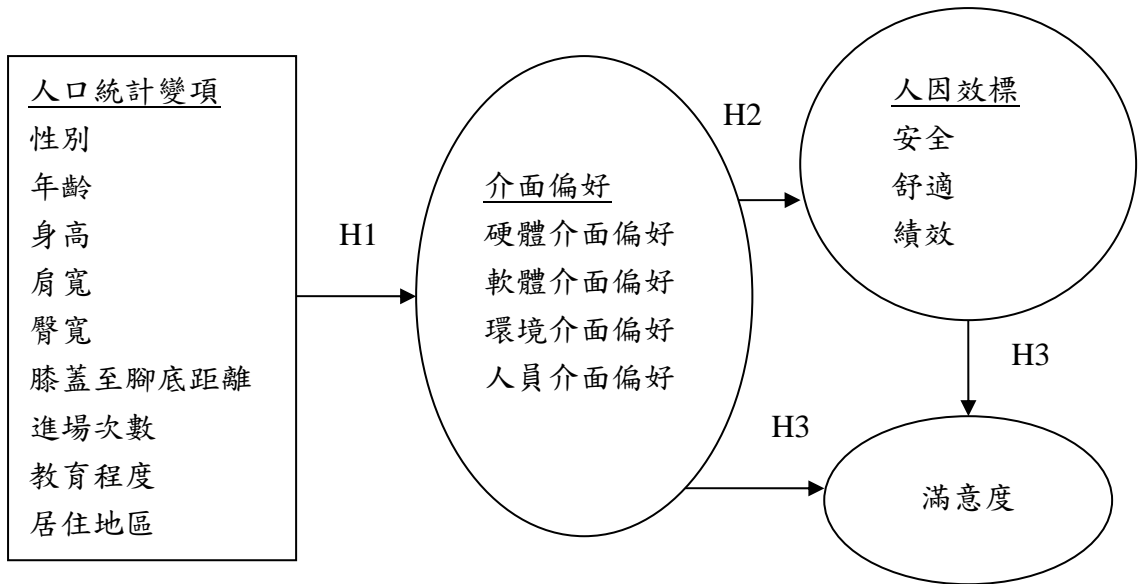 人口統計變項
性別
年齡
身高
肩寬
臀寬
膝蓋至腳底距離
進場次數
教育程度
居住地區
H1
介面偏好
硬體介面偏好
軟體介面偏好
環境介面偏好
人員介面偏好
H2
人因效標
安全
舒適
績效
H3
H3
滿意度